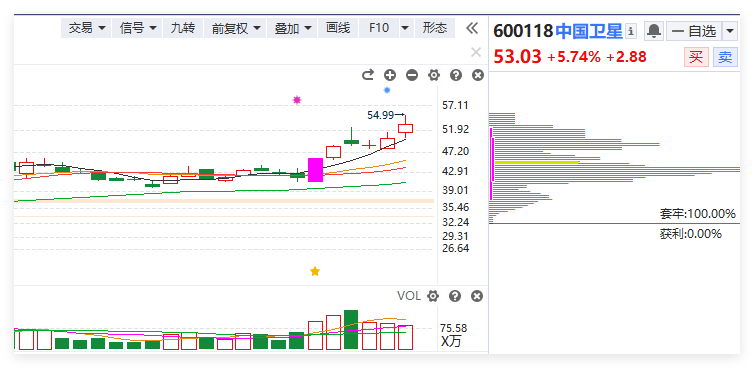 交易 信号 九转 前复权 叠加 画线 F10 形态
600118 中国卫星 自选
53.03 +5.74% +2.88 买 卖
54.99
57.11
51.92
47.20
42.91
39.01
35.46
32.24
29.31
26.64
套牢:100.00%
获利:0.00%
VOL
75.58
X万